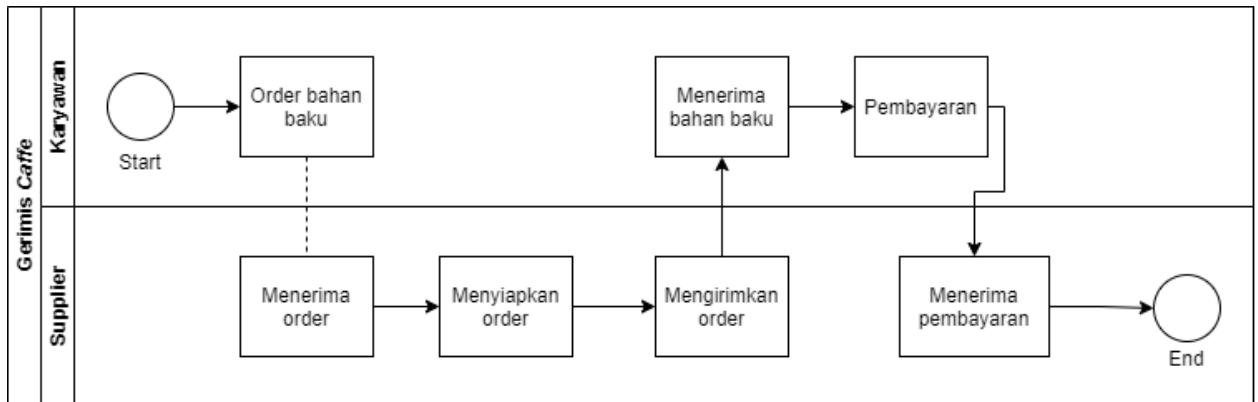 Gerimis Caffe
Karyawan
Start
Order bahan
baku
Menerima
bahan baku
Pembayaran
Supplier
Menerima
order
Menyiapkan
order
Mengirimkan
order
Menerima
pembayaran
End